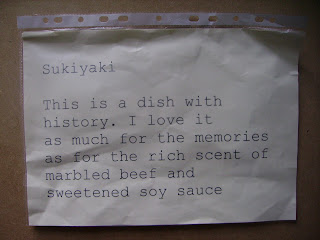 Sukiyaki
This is a dish with
history. I love it
as much for the memories
as for the rich scent of
marbled beef and
sweetened soy sauce